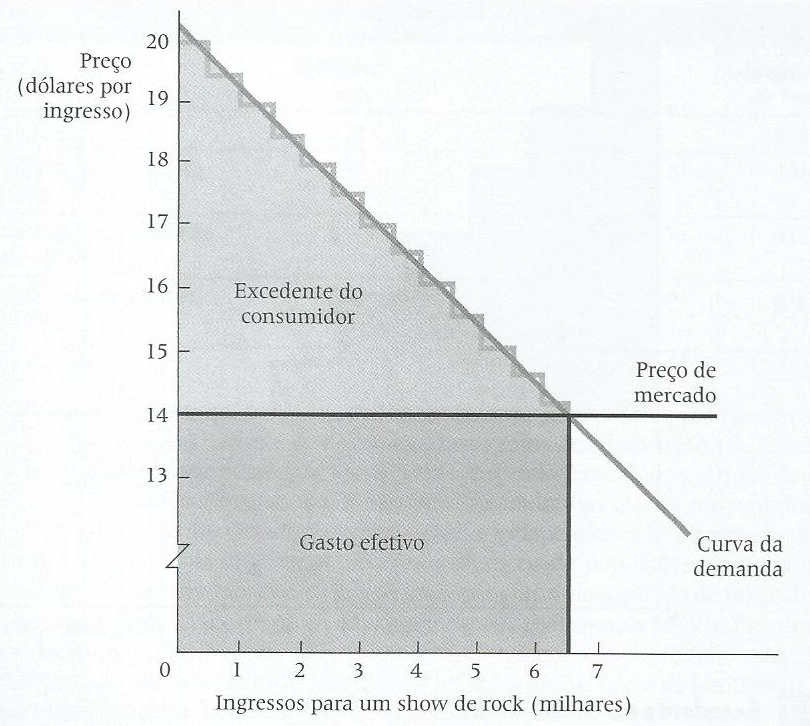 Preço
(dólares por
ingresso)
20
19
18
17
16
15
14
13
Excedente do
consumidor
Preço de
mercado
Gasto efetivo
Curva da
demanda
0
1
2
3
4
5
6
7
Ingressos para um show de rock (milhares)